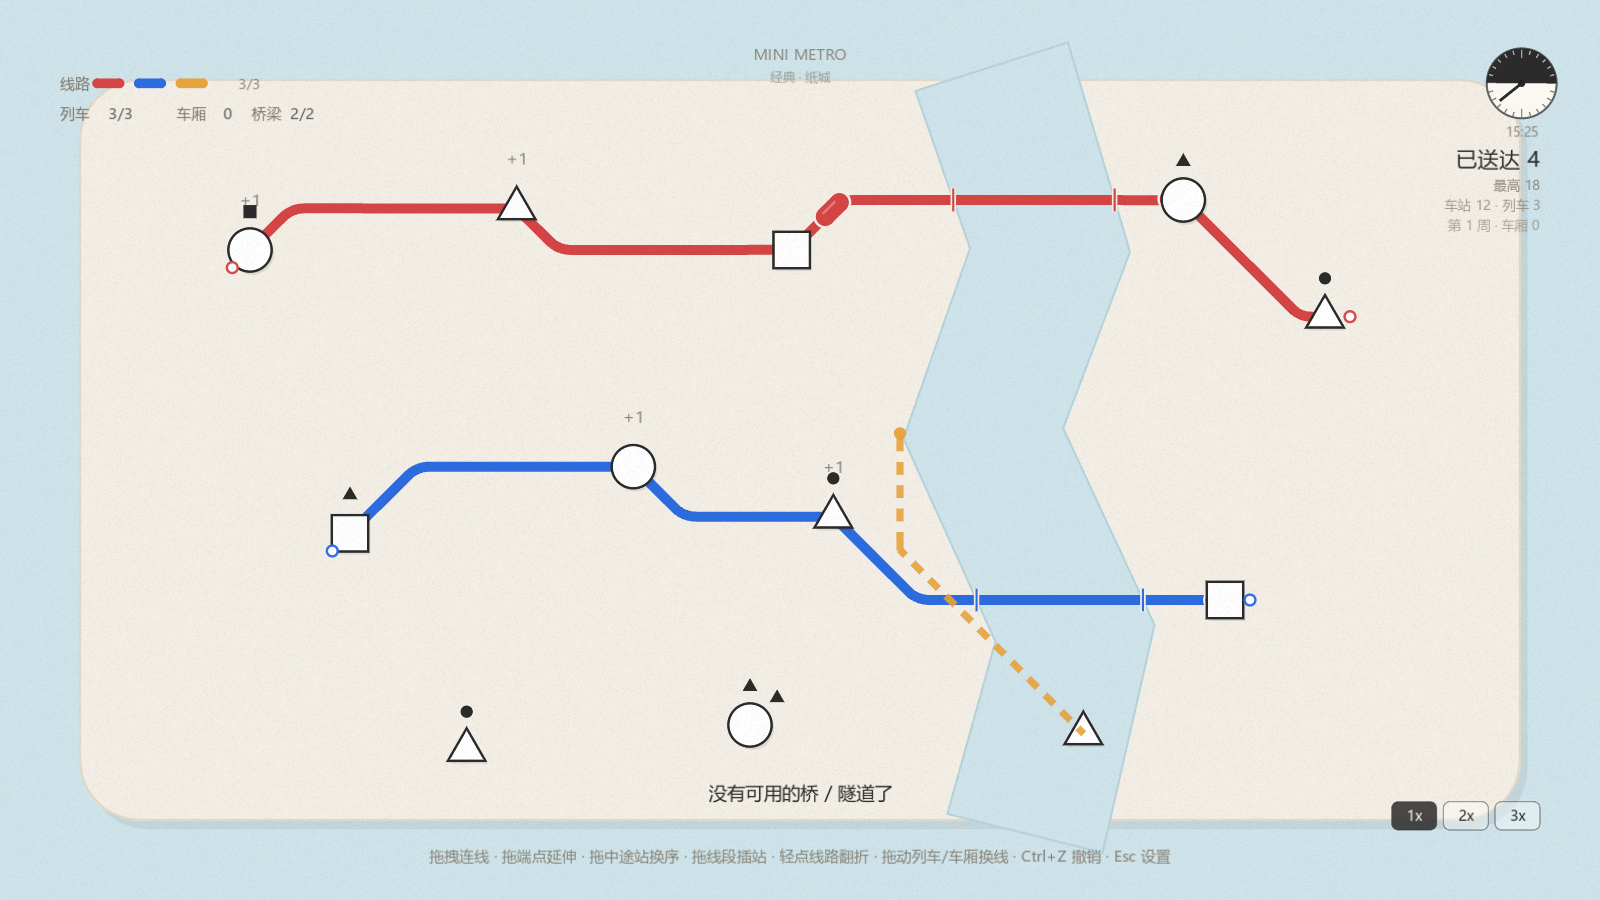 MINI METRO
经典 · 纸城
线路 3/3
列车 3/3 车厢 0 桥梁 2/2
15:25
已送达 4
最高 18
车站 12 · 列车 3
第 1 周 · 车厢 0
+1
+1
+1
+1
没有可用的桥 / 隧道了
1x 2x 3x
拖拽连线 · 拖端点延伸 · 拖中途站换序 · 拖线段插站 · 轻点线路翻折 · 拖动列车/车厢换线 · Ctrl+Z 撤销 · Esc 设置